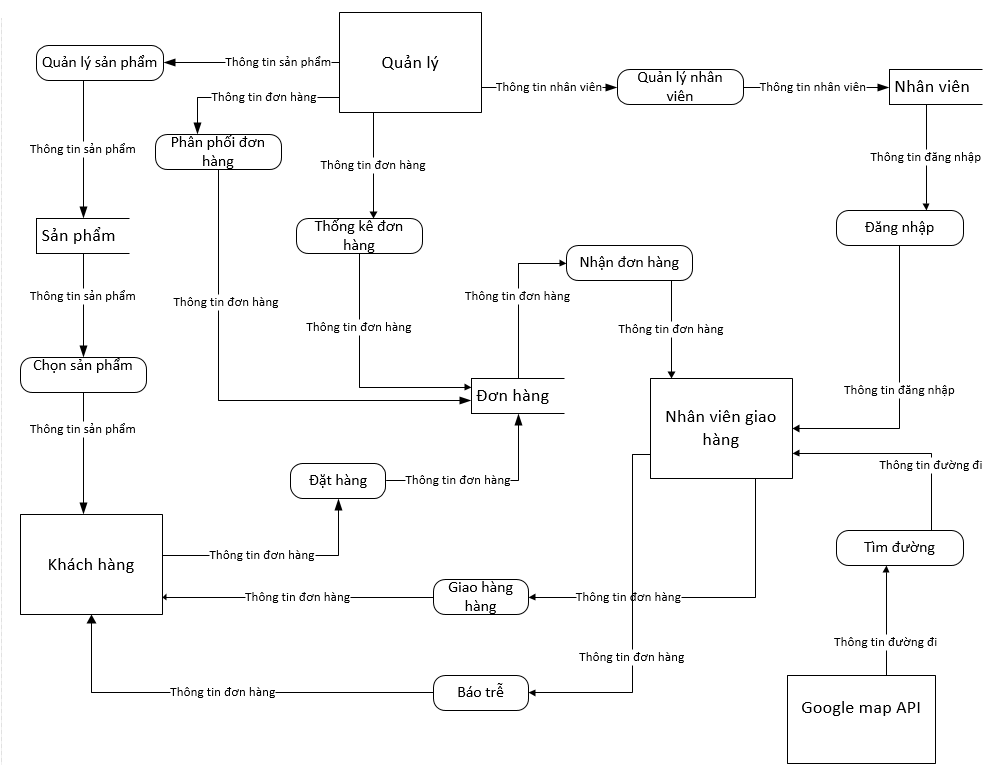 Quản lý sản phẩm
Thông tin sản phẩm
Quản lý
Thông tin nhân viên
Quản lý nhân
viên
Thông tin nhân viên
Nhân viên
Thông tin đơn hàng
Phân phối đơn
hàng
Thông tin sản phẩm
Thông tin đơn hàng
Thông tin đăng nhập
Sản phẩm
Thống kê đơn
hàng
Đăng nhập
Nhận đơn hàng
Thông tin sản phẩm
Thông tin đơn hàng
Thông tin đơn hàng
Thông tin đơn hàng
Thông tin đơn hàng
Chọn sản phẩm
Đơn hàng
Thông tin đăng nhập
Nhân viên giao
hàng
Thông tin sản phẩm
Thông tin đường đi
Đặt hàng
Thông tin đơn hàng
Tìm đường
Khách hàng
Thông tin đơn hàng
Thông tin đơn hàng
Giao hàng
hàng
Thông tin đơn hàng
Thông tin đường đi
Thông tin đơn hàng
Thông tin đơn hàng
Báo trễ
Google map API